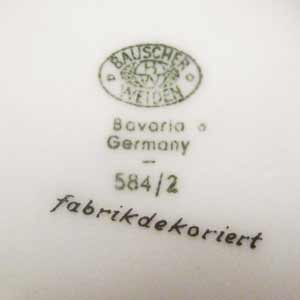 BAUSCHER
WEIDEN
Bavaria
Germany
584/2
fabrikdekoriert